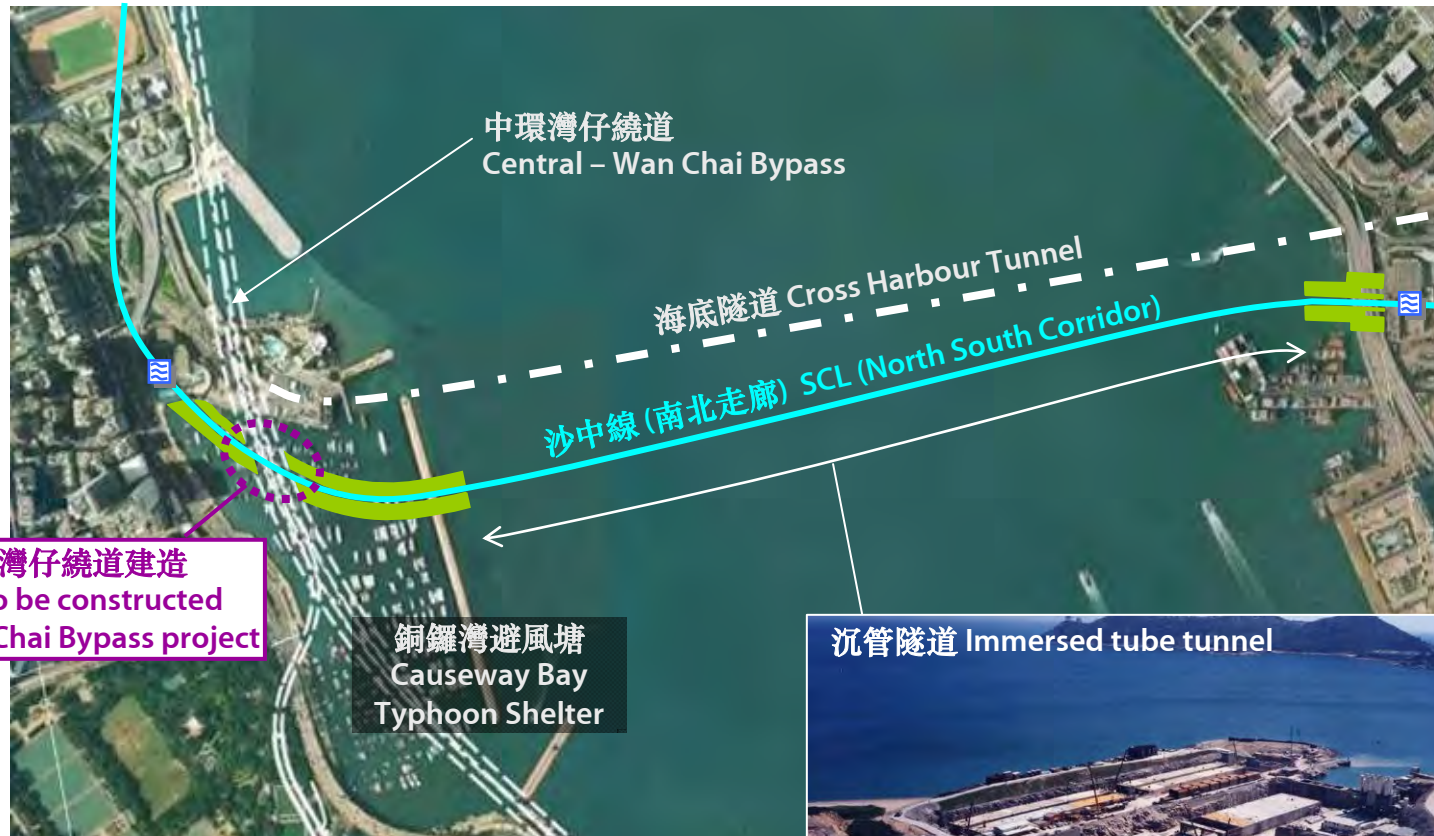 中環灣仔繞道
Central – Wan Chai Bypass
海底隧道 Cross Harbour Tunnel
沙中線 (南北走廊) SCL (North South Corridor)
灣仔繞道建造
to be constructed
Chai Bypass project
銅鑼灣避風塘
Causeway Bay
Typhoon Shelter
沉管隧道 Immersed tube tunnel